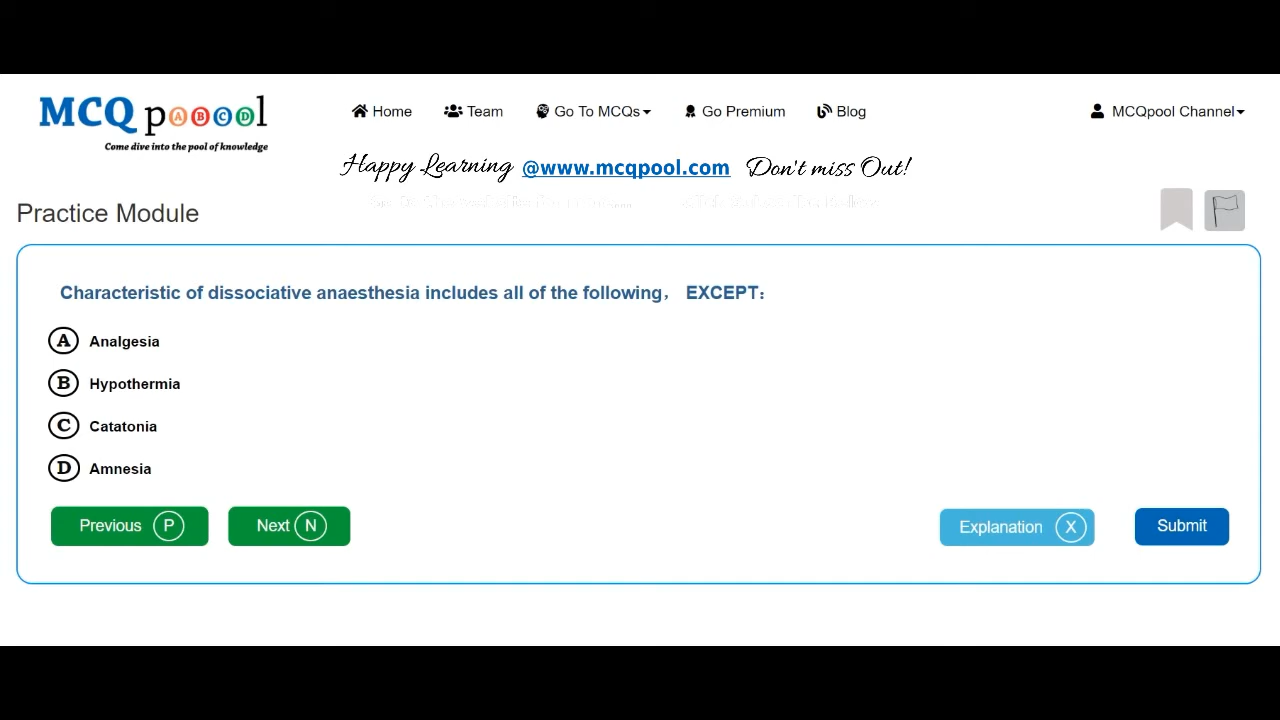 MCQ pABCDl
Come dive into the pool of knowledge
Home Team Go To MCQs Go Premium Blog MCQpool Channel
Happy Learning @www.mcqpool.com Don't miss Out!
Practice Module
Characteristic of dissociative anaesthesia includes all of the following, EXCEPT:
A Analgesia
B Hypothermia
C Catatonia
D Amnesia
Previous P Next N Explanation X Submit